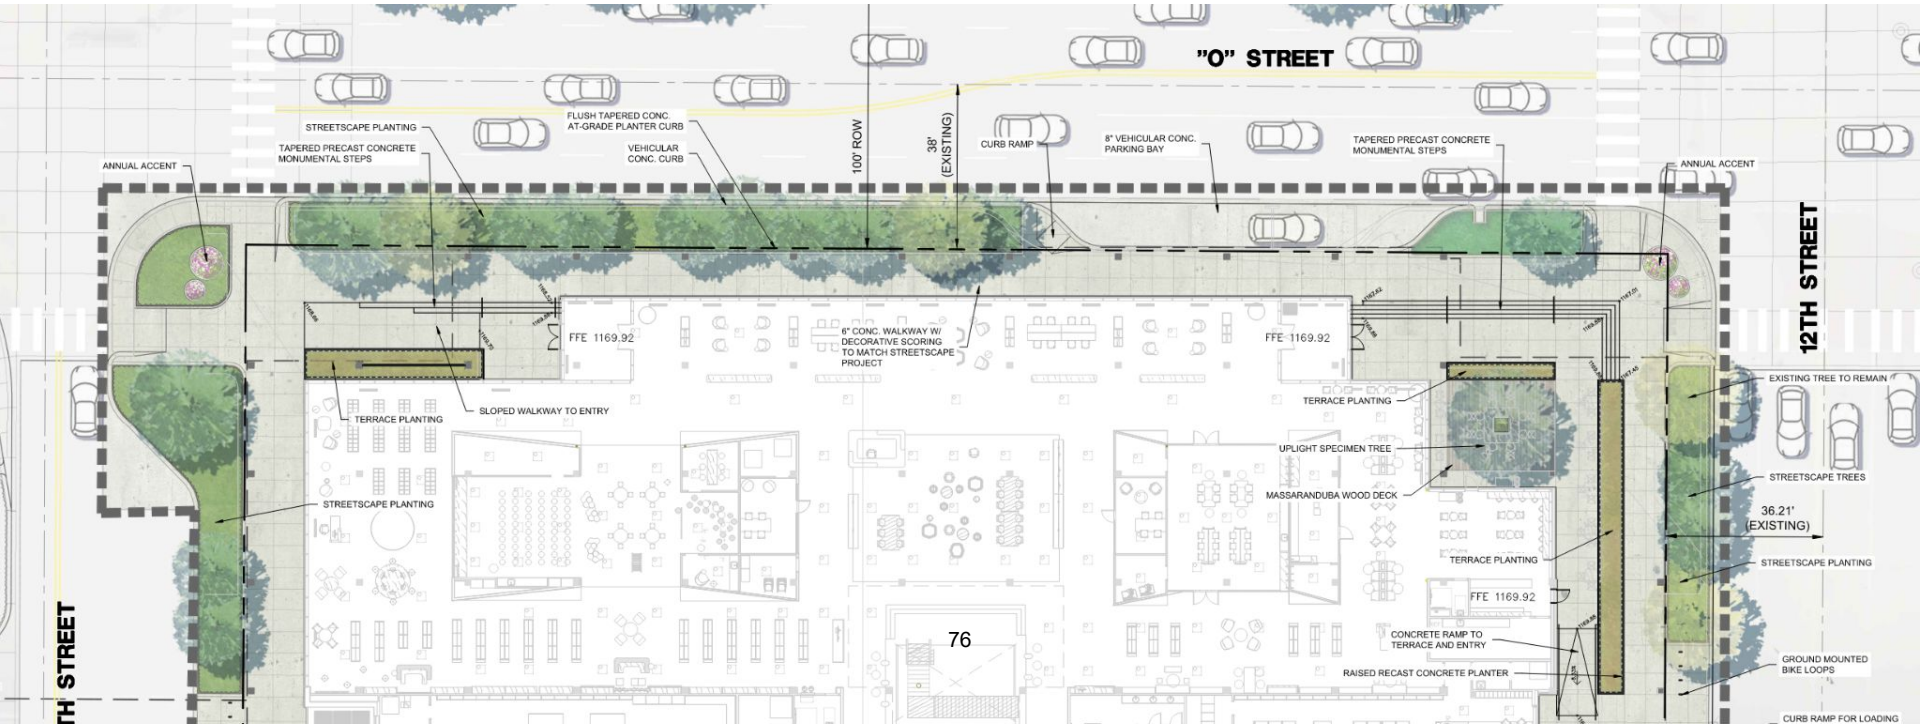 "O" STREET
FLUSH TAPERED CONC.
AT-GRADE PLANTER CURB
STREETSCAPE PLANTING
TAPERED PRECAST CONCRETE
MONUMENTAL STEPS
VEHICULAR
CONC. CURB
ANNUAL ACCENT
100' ROW
38'
(EXISTING)
CURB RAMP
8" VEHICULAR CONC.
PARKING BAY
TAPERED PRECAST CONCRETE
MONUMENTAL STEPS
ANNUAL ACCENT
12TH STREET
FFE 1169.92
6" CONC. WALKWAY W/
DECORATIVE SCORING
TO MATCH STREETSCAPE
PROJECT
FFE 1169.92
EXISTING TREE TO REMAIN
TERRACE PLANTING
SLOPED WALKWAY TO ENTRY
TERRACE PLANTING
UPLIGHT SPECIMEN TREE
MASSARANDUBA WOOD DECK
STREETSCAPE TREES
STREETSCAPE PLANTING
36.21'
(EXISTING)
TERRACE PLANTING
STREETSCAPE PLANTING
FFE 1169.92
TH STREET
76
CONCRETE RAMP TO
TERRACE AND ENTRY
RAISED RECAST CONCRETE PLANTER
GROUND MOUNTED
BIKE LOOPS
CURB RAMP FOR LOADING